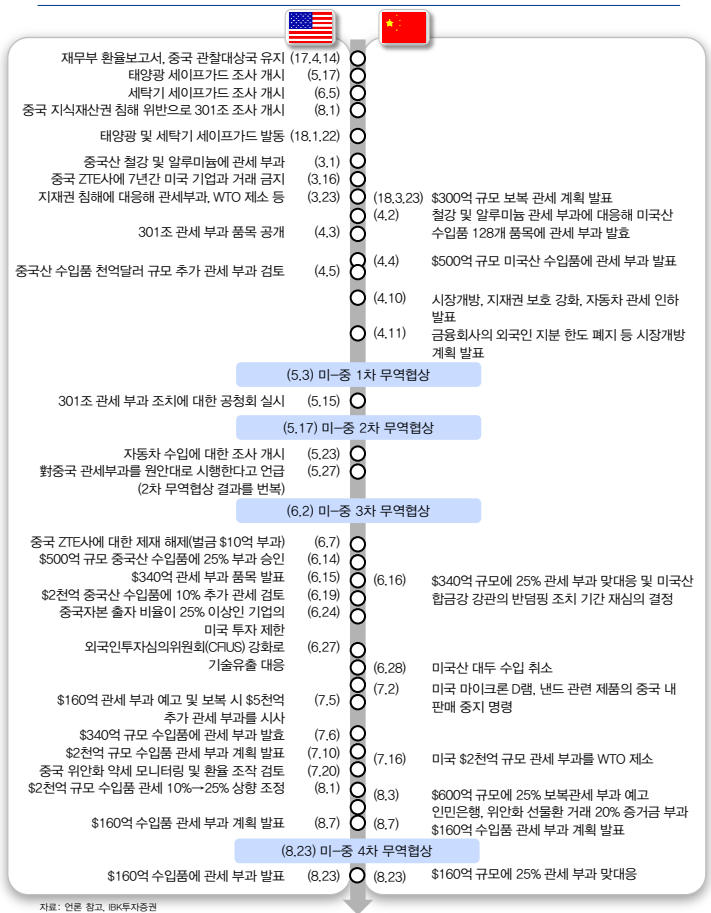 재무부 환율보고서, 중국 관찰대상국 유지 (17.4.14)
태양광 세이프가드 조사 개시 (5.17)
세탁기 세이프가드 조사 개시 (6.5)
중국 지식재산권 침해 위반으로 301조 조사 개시 (8.1)
태양광 및 세탁기 세이프가드 발동 (18.1.22)
중국산 철강 및 알루미늄에 관세 부과 (3.1)
중국 ZTE사에 7년간 미국 기업과 거래 금지 (3.16)
지재권 침해에 대응해 관세부과, WTO 제소 등 (3.23)
(18.3.23) $300억 규모 보복 관세 계획 발표
(4.2) 철강 및 알루미늄 관세 부과에 대응해 미국산
수입품 128개 품목에 관세 부과 발효
301조 관세 부과 품목 공개 (4.3)
(4.4) $500억 규모 미국산 수입품에 관세 부과 발표
중국산 수입품 천억달러 규모 추가 관세 부과 검토 (4.5)
(4.10) 시장개방, 지재권 보호 강화, 자동차 관세 인하
발표
(4.11) 금융회사의 외국인 지분 한도 폐지 등 시장개방
계획 발표
(5.3) 미-중 1차 무역협상
301조 관세 부과 조치에 대한 공청회 실시 (5.15)
(5.17) 미-중 2차 무역협상
자동차 수입에 대한 조사 개시 (5.23)
對중국 관세부과를 원안대로 시행한다고 언급 (5.27)
(2차 무역협상 결과를 번복)
(6.2) 미-중 3차 무역협상
중국 ZTE사에 대한 제재 해제(벌금 $10억 부과) (6.7)
$500억 규모 중국산 수입품에 25% 부과 승인 (6.14)
$340억 관세 부과 품목 발표 (6.15)
(6.16) $340억 규모에 25% 관세 부과 맞대응 및 미국산
합금강 강관의 반덤핑 조치 기간 재심의 결정
$2천억 중국산 수입품에 10% 추가 관세 검토 (6.19)
중국자본 출자 비율이 25% 이상인 기업의 (6.24)
미국 투자 제한
외국인투자심의위원회(CFIUS) 강화로 (6.27)
기술유출 대응
(6.28) 미국산 대두 수입 취소
(7.2) 미국 마이크론 D램, 낸드 관련 제품의 중국 내
판매 중지 명령
$160억 관세 부과 예고 및 보복 시 $5천억 (7.5)
추가 관세 부과를 시사
$340억 규모 수입품에 관세 부과 발효 (7.6)
$2천억 규모 수입품 관세 부과 계획 발표 (7.10)
(7.16) 미국 $2천억 규모 관세 부과를 WTO 제소
중국 위안화 약세 모니터링 및 환율 조작 검토 (7.20)
$2천억 규모 수입품 관세 10%→25% 상향 조정 (8.1)
(8.3) $600억 규모에 25% 보복관세 부과 예고
인민은행, 위안화 선물환 거래 20% 증거금 부과
$160억 수입품 관세 부과 계획 발표 (8.7)
(8.7) $160억 수입품 관세 부과 계획 발표
(8.23) 미-중 4차 무역협상
$160억 수입품에 관세 부과 발표 (8.23)
(8.23) $160억 규모에 25% 관세 부과 맞대응
자료: 언론 참고, IBK투자증권